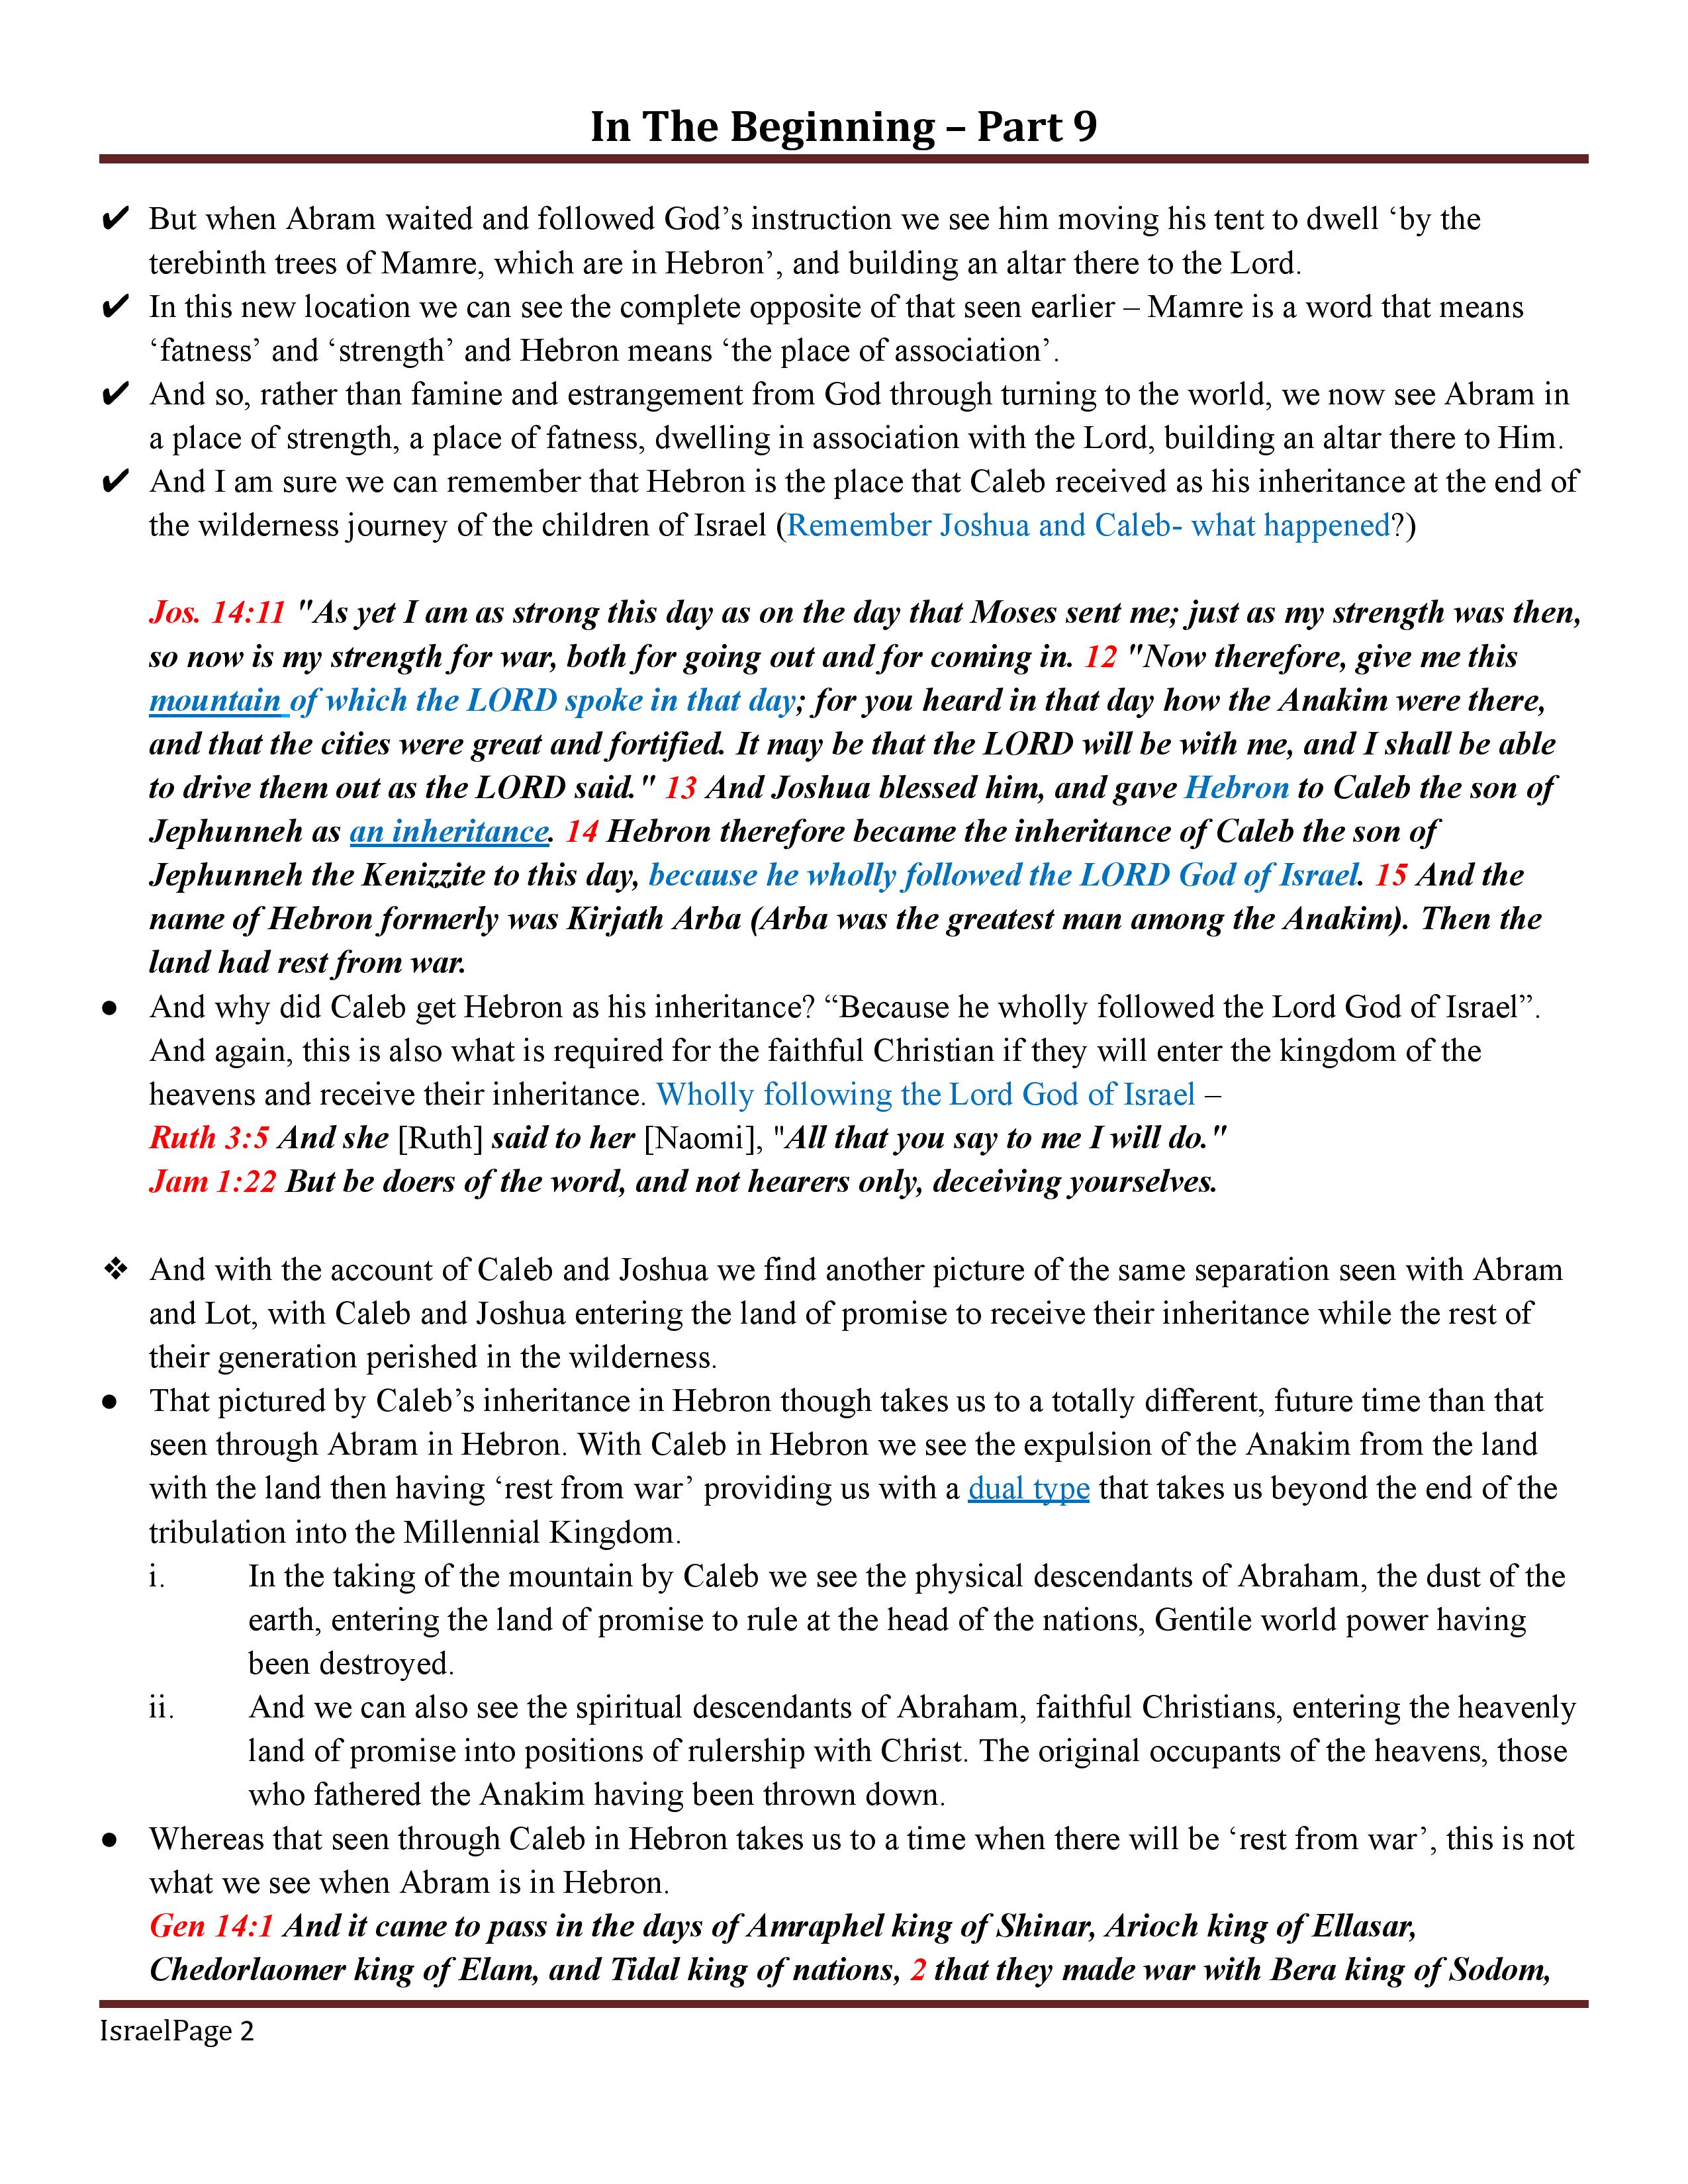 In The Beginning – Part 9
✔ But when Abram waited and followed God’s instruction we see him moving his tent to dwell ‘by the
terebinth trees of Mamre, which are in Hebron’, and building an altar there to the Lord.
✔ In this new location we can see the complete opposite of that seen earlier – Mamre is a word that means
‘fatness’ and ‘strength’ and Hebron means ‘the place of association’.
✔ And so, rather than famine and estrangement from God through turning to the world, we now see Abram in
a place of strength, a place of fatness, dwelling in association with the Lord, building an altar there to Him.
✔ And I am sure we can remember that Hebron is the place that Caleb received as his inheritance at the end of
the wilderness journey of the children of Israel (Remember Joshua and Caleb- what happened?)
Jos. 14:11 "As yet I am as strong this day as on the day that Moses sent me; just as my strength was then,
so now is my strength for war, both for going out and for coming in. 12 "Now therefore, give me this
mountain of which the LORD spoke in that day; for you heard in that day how the Anakim were there,
and that the cities were great and fortified. It may be that the LORD will be with me, and I shall be able
to drive them out as the LORD said." 13 And Joshua blessed him, and gave Hebron to Caleb the son of
Jephunneh as an inheritance. 14 Hebron therefore became the inheritance of Caleb the son of
Jephunneh the Kenizzite to this day, because he wholly followed the LORD God of Israel. 15 And the
name of Hebron formerly was Kirjath Arba (Arba was the greatest man among the Anakim). Then the
land had rest from war.
● And why did Caleb get Hebron as his inheritance? “Because he wholly followed the Lord God of Israel”.
And again, this is also what is required for the faithful Christian if they will enter the kingdom of the
heavens and receive their inheritance. Wholly following the Lord God of Israel –
Ruth 3:5 And she [Ruth] said to her [Naomi], "All that you say to me I will do."
Jam 1:22 But be doers of the word, and not hearers only, deceiving yourselves.
❖ And with the account of Caleb and Joshua we find another picture of the same separation seen with Abram
and Lot, with Caleb and Joshua entering the land of promise to receive their inheritance while the rest of
their generation perished in the wilderness.
● That pictured by Caleb’s inheritance in Hebron though takes us to a totally different, future time than that
seen through Abram in Hebron. With Caleb in Hebron we see the expulsion of the Anakim from the land
with the land then having ‘rest from war’ providing us with a dual type that takes us beyond the end of the
tribulation into the Millennial Kingdom.
i. In the taking of the mountain by Caleb we see the physical descendants of Abraham, the dust of the
earth, entering the land of promise to rule at the head of the nations, Gentile world power having
been destroyed.
ii. And we can also see the spiritual descendants of Abraham, faithful Christians, entering the heavenly
land of promise into positions of rulership with Christ. The original occupants of the heavens, those
who fathered the Anakim having been thrown down.
● Whereas that seen through Caleb in Hebron takes us to a time when there will be ‘rest from war’, this is not
what we see when Abram is in Hebron.
Gen 14:1 And it came to pass in the days of Amraphel king of Shinar, Arioch king of Ellasar,
Chedorlaomer king of Elam, and Tidal king of nations, 2 that they made war with Bera king of Sodom,
IsraelPage 2